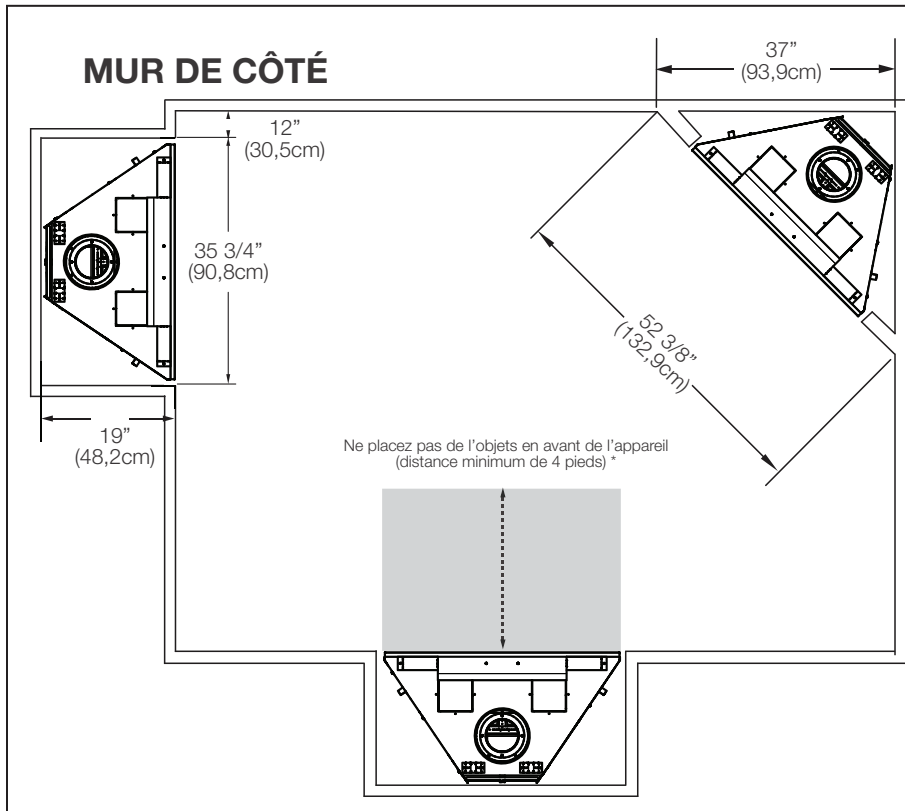 MUR DE CÔTÉ
37”
(93,9cm)
12”
(30,5cm)
35 3/4”
(90,8cm)
52 3/8”
(132,9cm)
19”
(48,2cm)
Ne placez pas de l’objets en avant de l’appareil
(distance minimum de 4 pieds) *